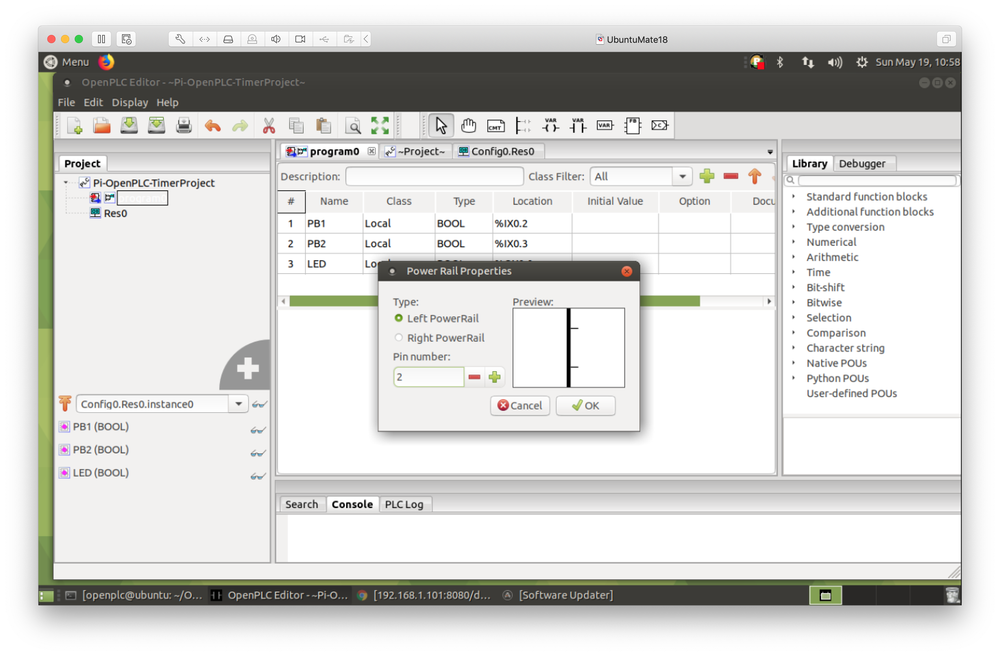 UbuntuMate18
Menu
Sun May 19, 10:58
OpenPLC Editor - ~Pi-OpenPLC-TimerProject~
File Edit Display Help
CMT VAR VAR VAR FB C
Project
Pi-OpenPLC-TimerProject
program0
Res0
program0 ~Project~ Config0.Res0
Description: Class Filter: All
# Name Class Type Location Initial Value Option Docu
1 PB1 Local BOOL %IX0.2
2 PB2 Local BOOL %IX0.3
3 LED Lo
Power Rail Properties
Type:
Left PowerRail
Right PowerRail
Pin number:
2
Preview:
Cancel OK
Library Debugger
Standard function blocks
Additional function blocks
Type conversion
Numerical
Arithmetic
Time
Bit-shift
Bitwise
Selection
Comparison
Character string
Native POUs
Python POUs
User-defined POUs
Config0.Res0.instance0
PB1 (BOOL)
PB2 (BOOL)
LED (BOOL)
Search Console PLC Log
[openplc@ubuntu: ~/O... OpenPLC Editor - ~Pi-O... [192.168.1.101:8080/d... [Software Updater]